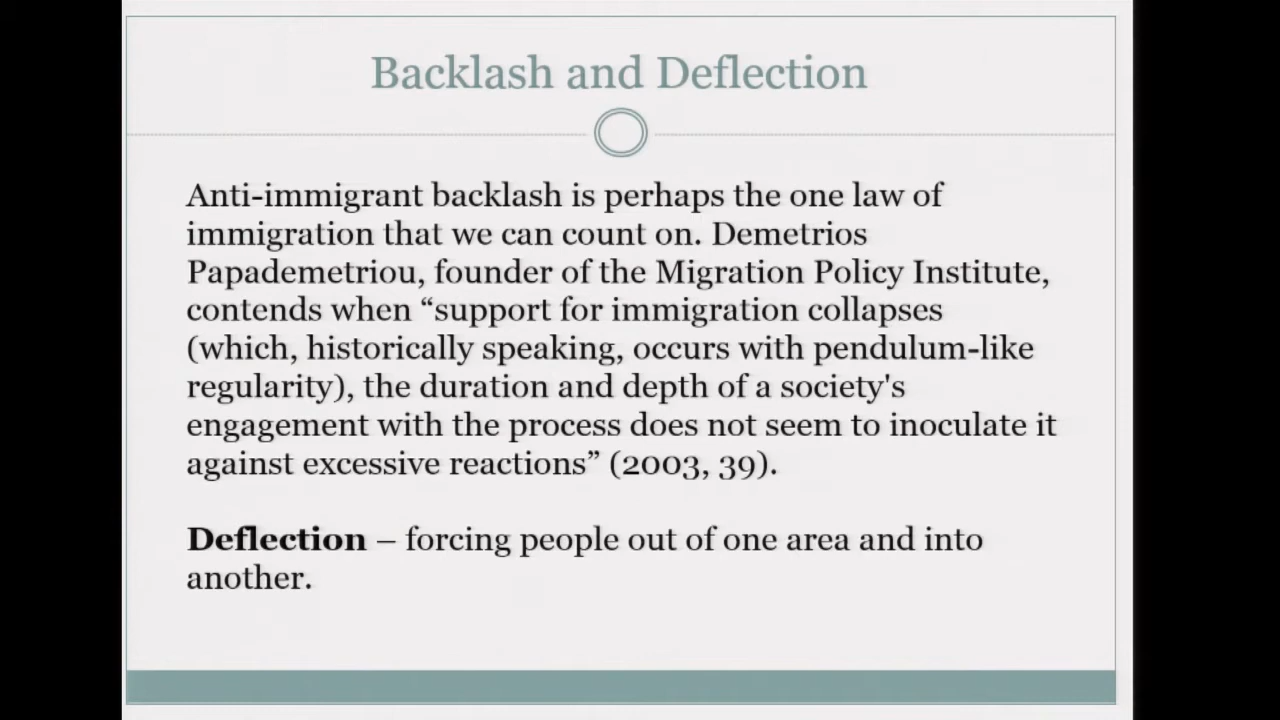 Backlash and Deflection
Anti-immigrant backlash is perhaps the one law of
immigration that we can count on. Demetrios
Papademetriou, founder of the Migration Policy Institute,
contends when “support for immigration collapses
(which, historically speaking, occurs with pendulum-like
regularity), the duration and depth of a society's
engagement with the process does not seem to inoculate it
against excessive reactions” (2003, 39).
Deflection – forcing people out of one area and into
another.